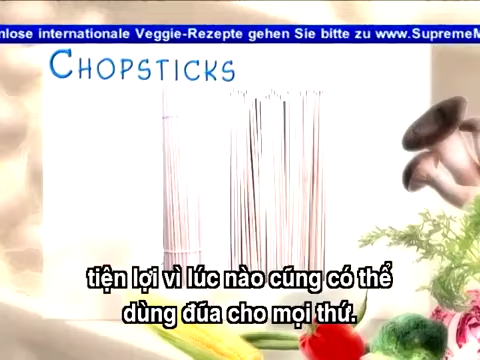 nlose internationale Veggie-Rezepte gehen Sie bitte zu www.SupremeM
CHOPSTICKS
tiện lợi vì lúc nào cũng có thể
dùng đũa cho mọi thứ.